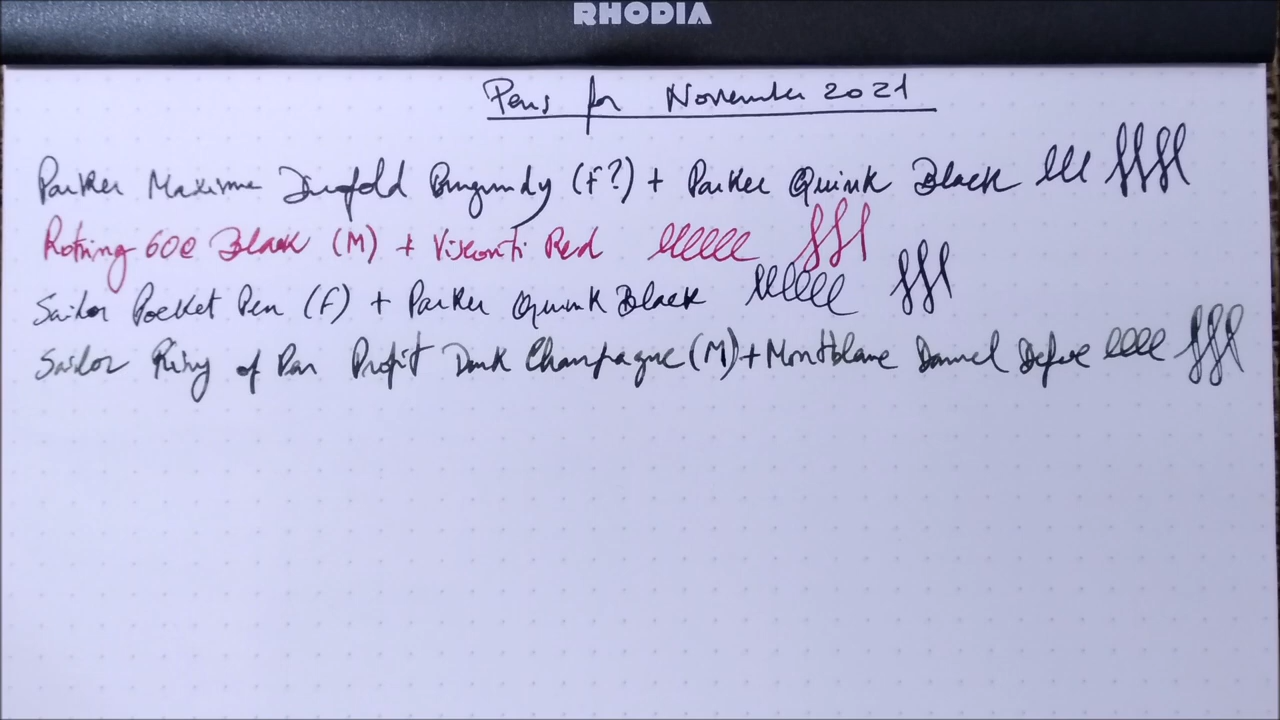 RHODIA
Pens for November 2021
Parker Maxima Duofold Burgundy (F?) + Parker Quink Black
Rotring 600 Black (M) + Visconti Red
Sailor Pocket Pen (F) + Parker Quink Black
Sailor King of Pen Profit Dark Champagne (M) + Montblanc Daniel Defoe